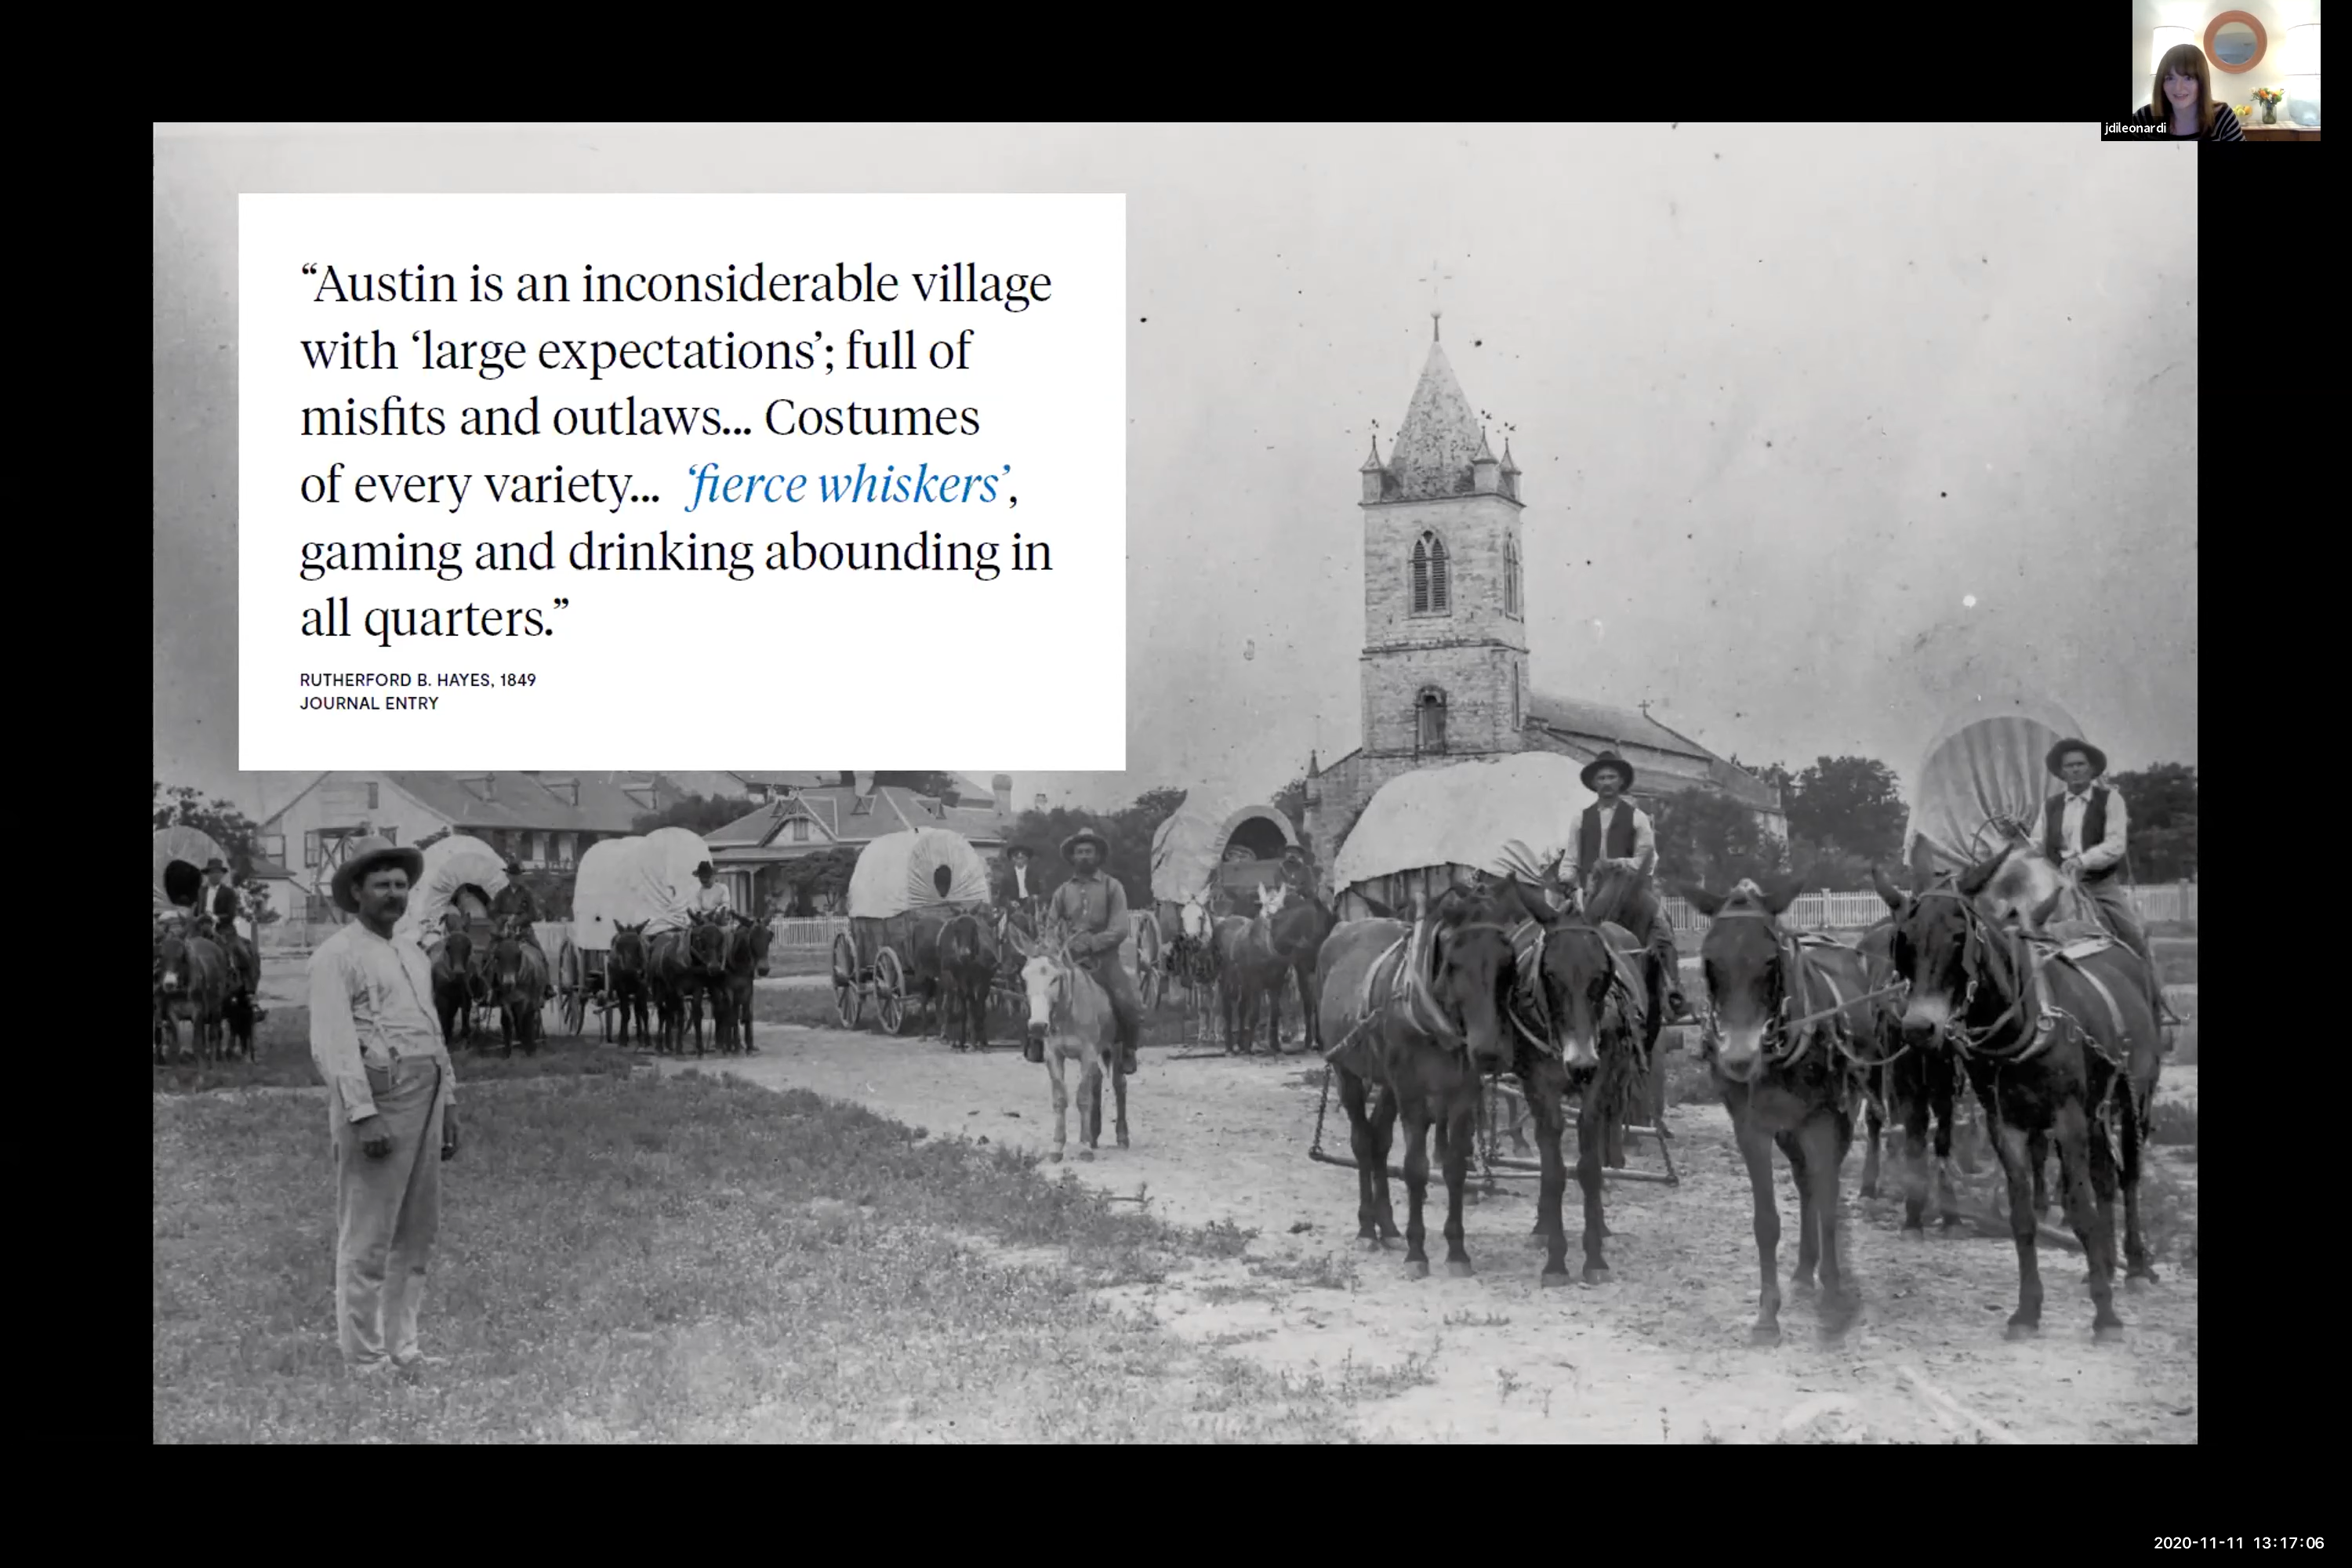 jdileonardi
“Austin is an inconsiderable village
with ‘large expectations’; full of
misfits and outlaws... Costumes
of every variety... ‘fierce whiskers’,
gaming and drinking abounding in
all quarters.”
RUTHERFORD B. HAYES, 1849
JOURNAL ENTRY
2020-11-11 13:17:06